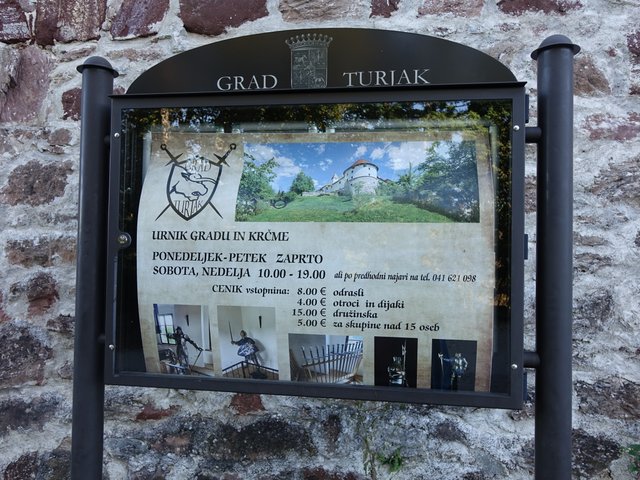 GRAD TURJAK
GRAD
TURJAK
URNIK GRADU IN KRČME
PONEDELJEK-PETEK ZAPRTO
SOBOTA, NEDELJA 10.00 - 19.00 ali po predhodni najavi na tel. 041 621 098
CENIK vstopnina: 8.00 € odrasli
4.00 € otroci in dijaki
15.00 € družinska
5.00 € za skupine nad 15 oseb